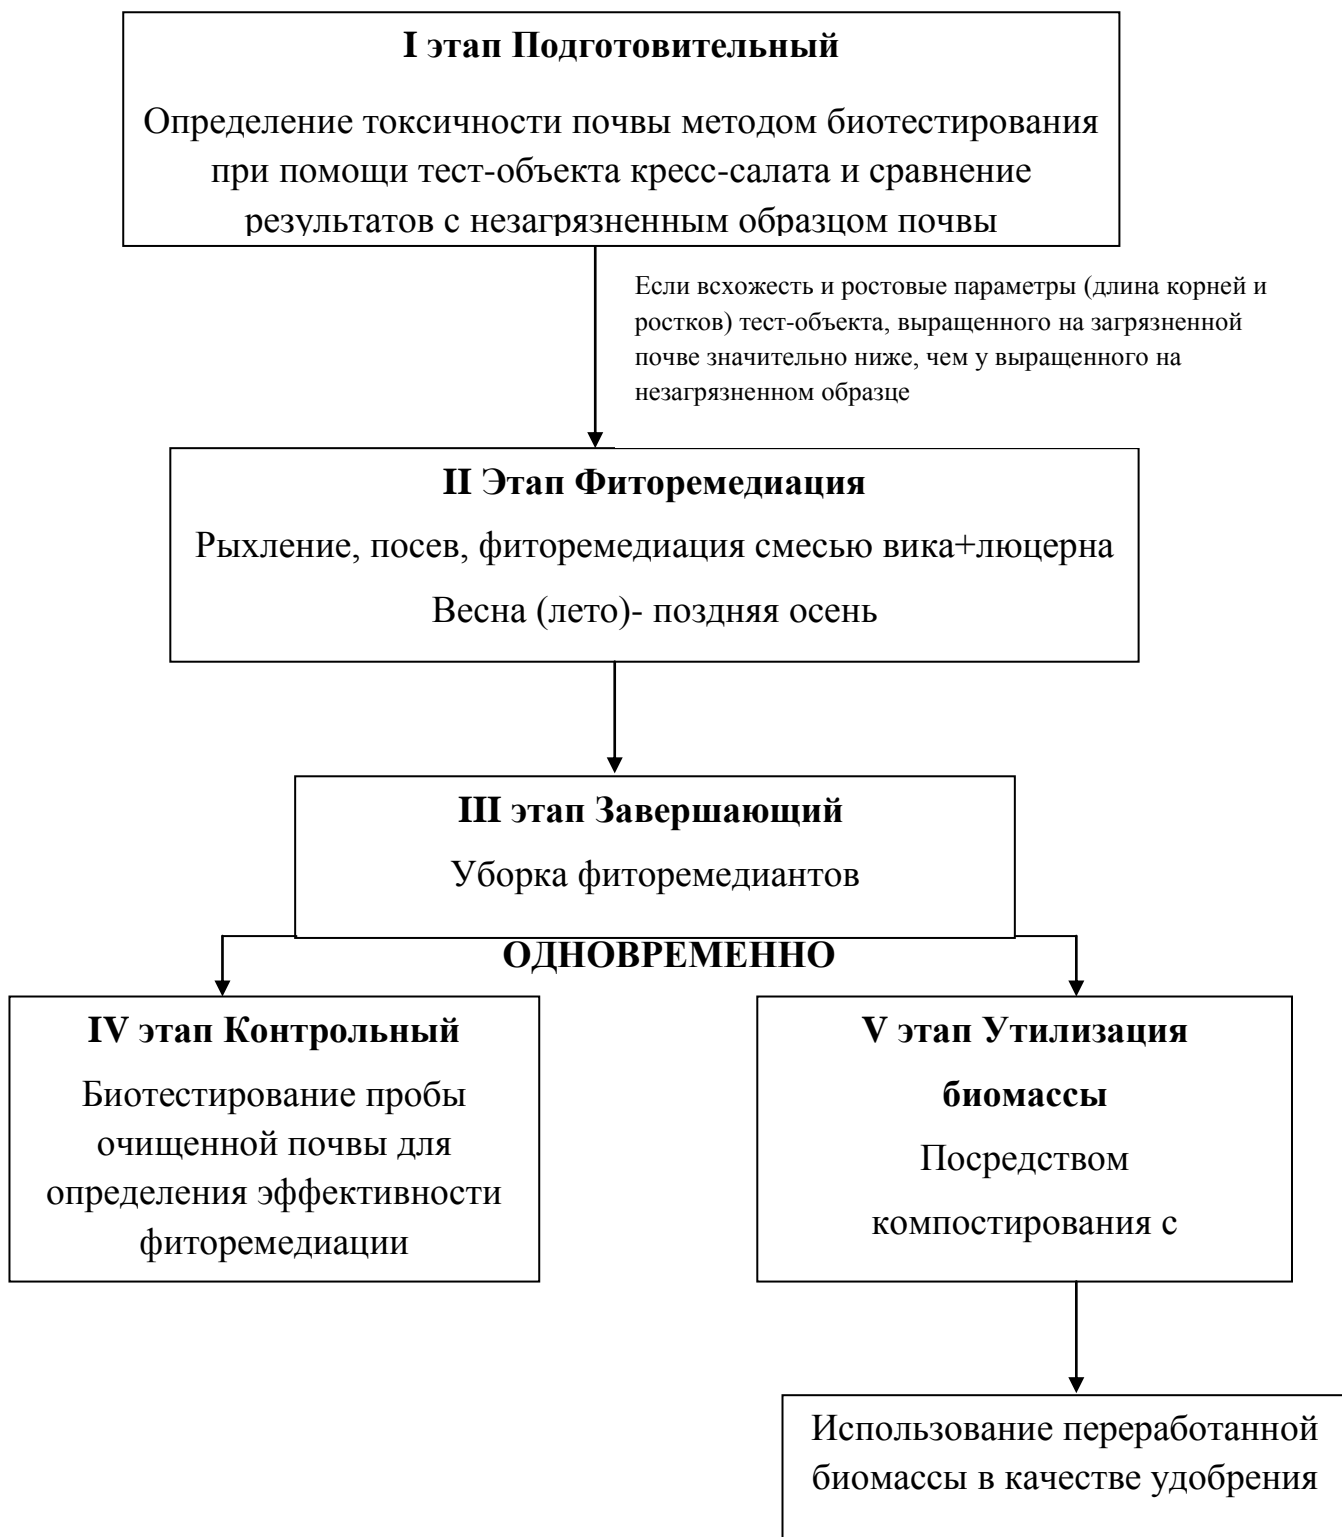 I этап Подготовительный
Определение токсичности почвы методом биотестирования
при помощи тест-объекта кресс-салата и сравнение
результатов с незагрязненным образцом почвы
Если всхожесть и ростовые параметры (длина корней и
ростков) тест-объекта, выращенного на загрязненной
почве значительно ниже, чем у выращенного на
незагрязненном образце
II Этап Фиторемедиация
Рыхление, посев, фиторемедиация смесью вика+люцерна
Весна (лето)- поздняя осень
III этап Завершающий
Уборка фиторемедиантов
ОДНОВРЕМЕННО
IV этап Контрольный
Биотестирование пробы
очищенной почвы для
определения эффективности
фиторемедиации
V этап Утилизация
биомассы
Посредством
компостирования с
Использование переработанной
биомассы в качестве удобрения